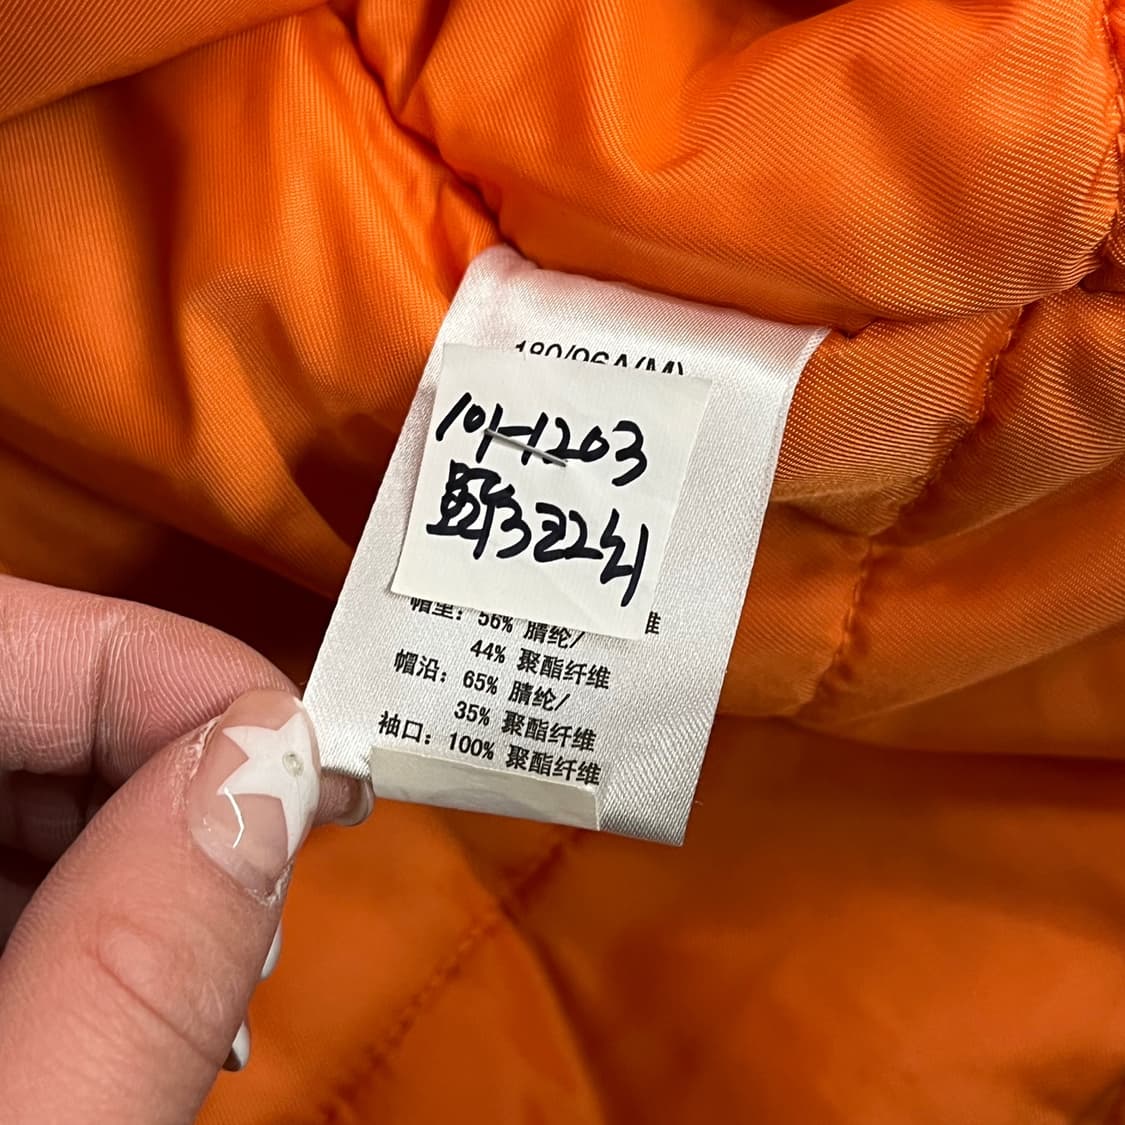 180/96A(M)
101-1203
帽里： 56% 腈纶/
维
44% 聚酯纤维
帽沿： 65% 腈纶/
35% 聚酯纤维
袖口： 100% 聚酯纤维